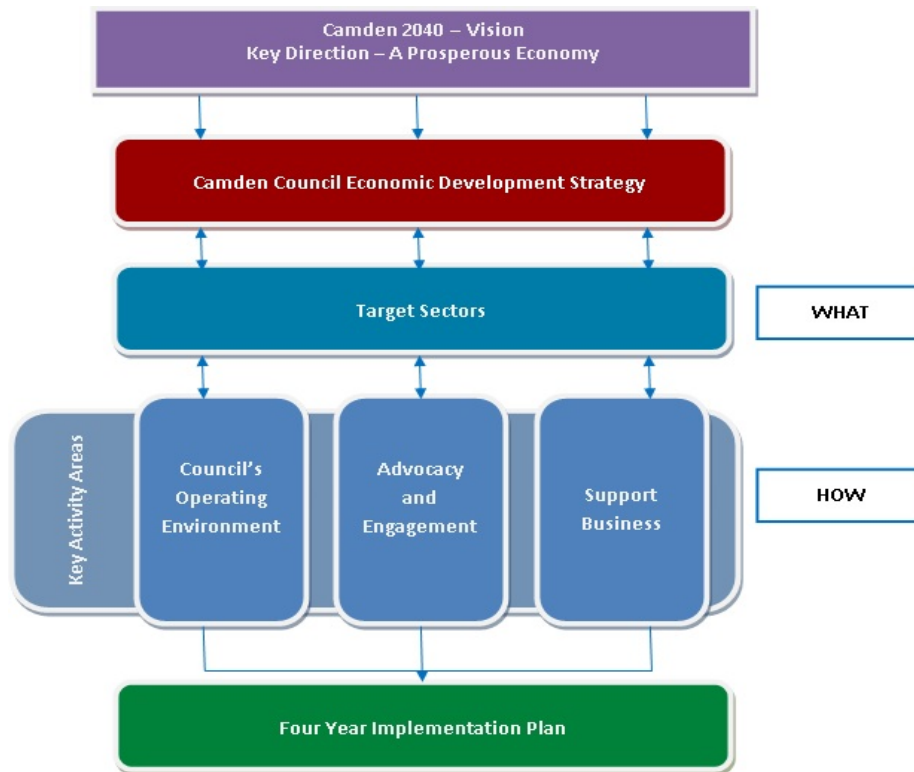 Camden 2040 – Vision
Key Direction – A Prosperous Economy
Camden Council Economic Development Strategy
Target Sectors
WHAT
Key Activity Areas
Council's
Operating
Environment
Advocacy
and
Engagement
Support
Business
HOW
Four Year Implementation Plan